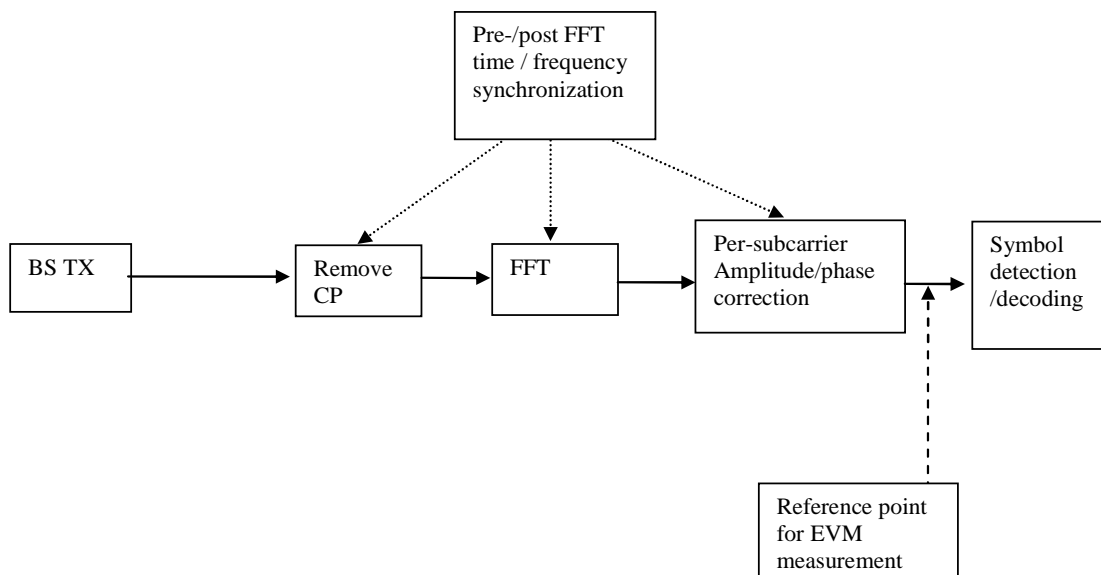 Pre-/post FFT
time / frequency
synchronization
BS TX
Remove
CP
FFT
Per-subcarrier
Amplitude/phase
correction
Symbol
detection
/decoding
Reference point
for EVM
measurement